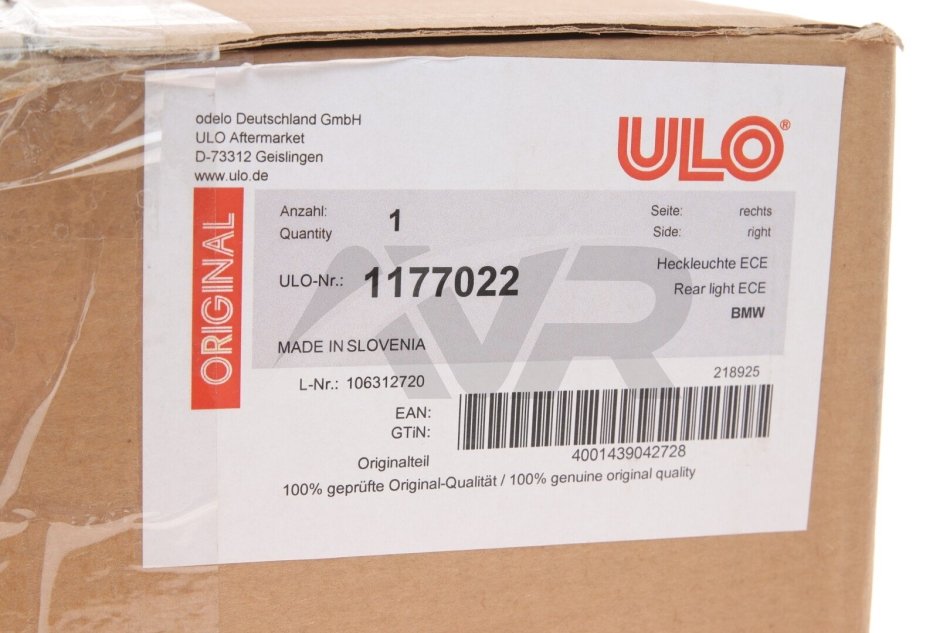 odelo Deutschland GmbH
ULO Aftermarket
D-73312 Geislingen
www.ulo.de
ULO®
ORIGINAL
Anzahl: 1
Quantity
Seite: rechts
Side: right
ULO-Nr.: 1177022
Heckleuchte ECE
Rear light ECE
BMW
MADE IN SLOVENIA
L-Nr.: 106312720
218925
EAN:
GTiN:
4001439042728
Originalteil
100% geprüfte Original-Qualität / 100% genuine original quality
VR